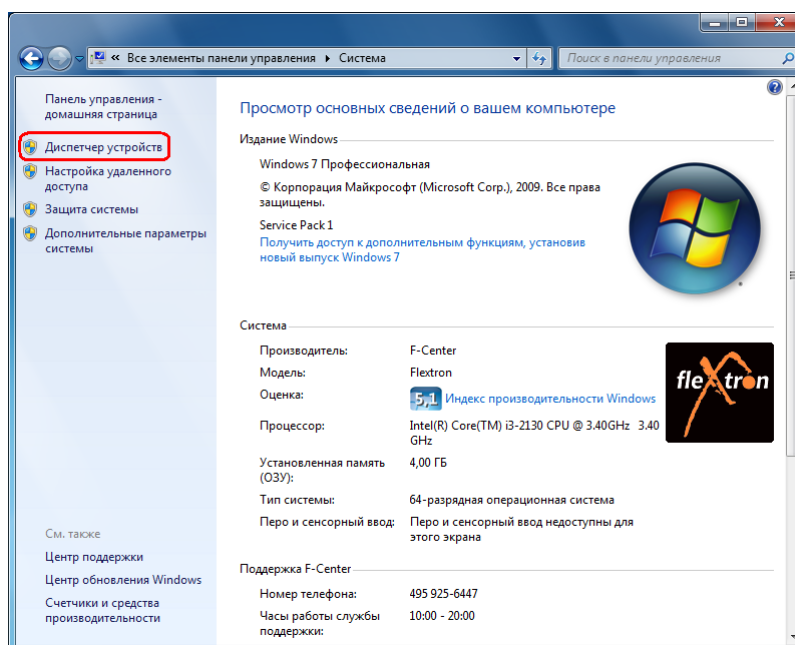 « Все элементы панели управления ▸ Система
Поиск в панели управления
Панель управления -
домашняя страница
Диспетчер устройств
Настройка удаленного
доступа
Защита системы
Дополнительные параметры
системы
См. также
Центр поддержки
Центр обновления Windows
Счетчики и средства
производительности
Просмотр основных сведений о вашем компьютере
Издание Windows
Windows 7 Профессиональная
© Корпорация Майкрософт (Microsoft Corp.), 2009. Все права
защищены.
Service Pack 1
Получить доступ к дополнительным функциям, установив
новый выпуск Windows 7
Система
Производитель: F-Center
Модель: Flextron
Оценка: 5,1 Индекс производительности Windows
flextron
Процессор: Intel(R) Core(TM) i3-2130 CPU @ 3.40GHz 3.40
GHz
Установленная память 4,00 ГБ
(ОЗУ):
Тип системы: 64-разрядная операционная система
Перо и сенсорный ввод: Перо и сенсорный ввод недоступны для
этого экрана
Поддержка F-Center
Номер телефона: 495 925-6447
Часы работы службы 10:00 - 20:00
поддержки: